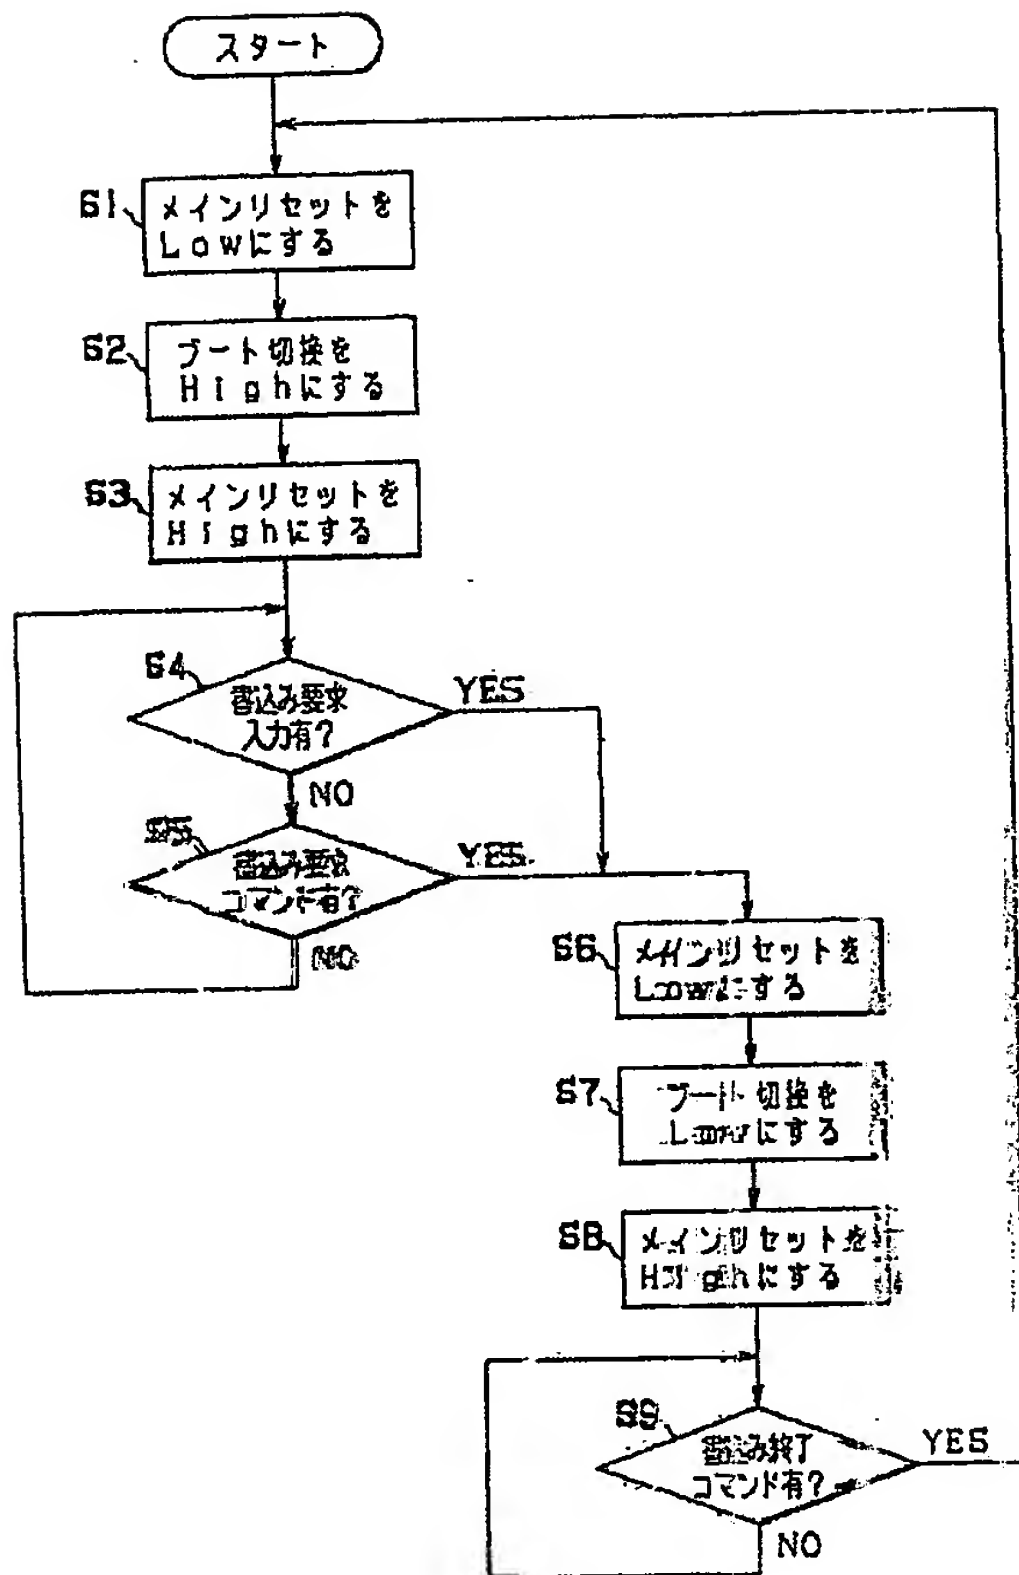 スタート
S1
メインリセットを
Lowにする
S2
ブート切換を
Highにする
S3
メインリセットを
Highにする
S4
書込み要求
入力有?
YES
NO
S5
書込み要求
コマンド有?
YES
NO
S6
メインリセットを
Lowにする
S7
ブート切換を
Lowにする
S8
メインリセットを
Highにする
S9
書込み終了
コマンド有?
YES
NO